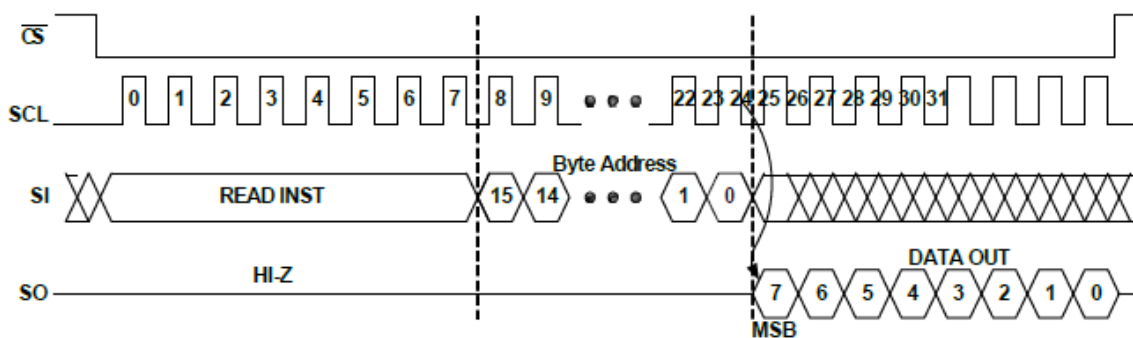 CS
SCL 0 1 2 3 4 5 6 7 8 9 22 23 24 25 26 27 28 29 30 31
Byte Address
SI READ INST 15 14 1 0
HI-Z DATA OUT
SO 7 6 5 4 3 2 1 0
MSB